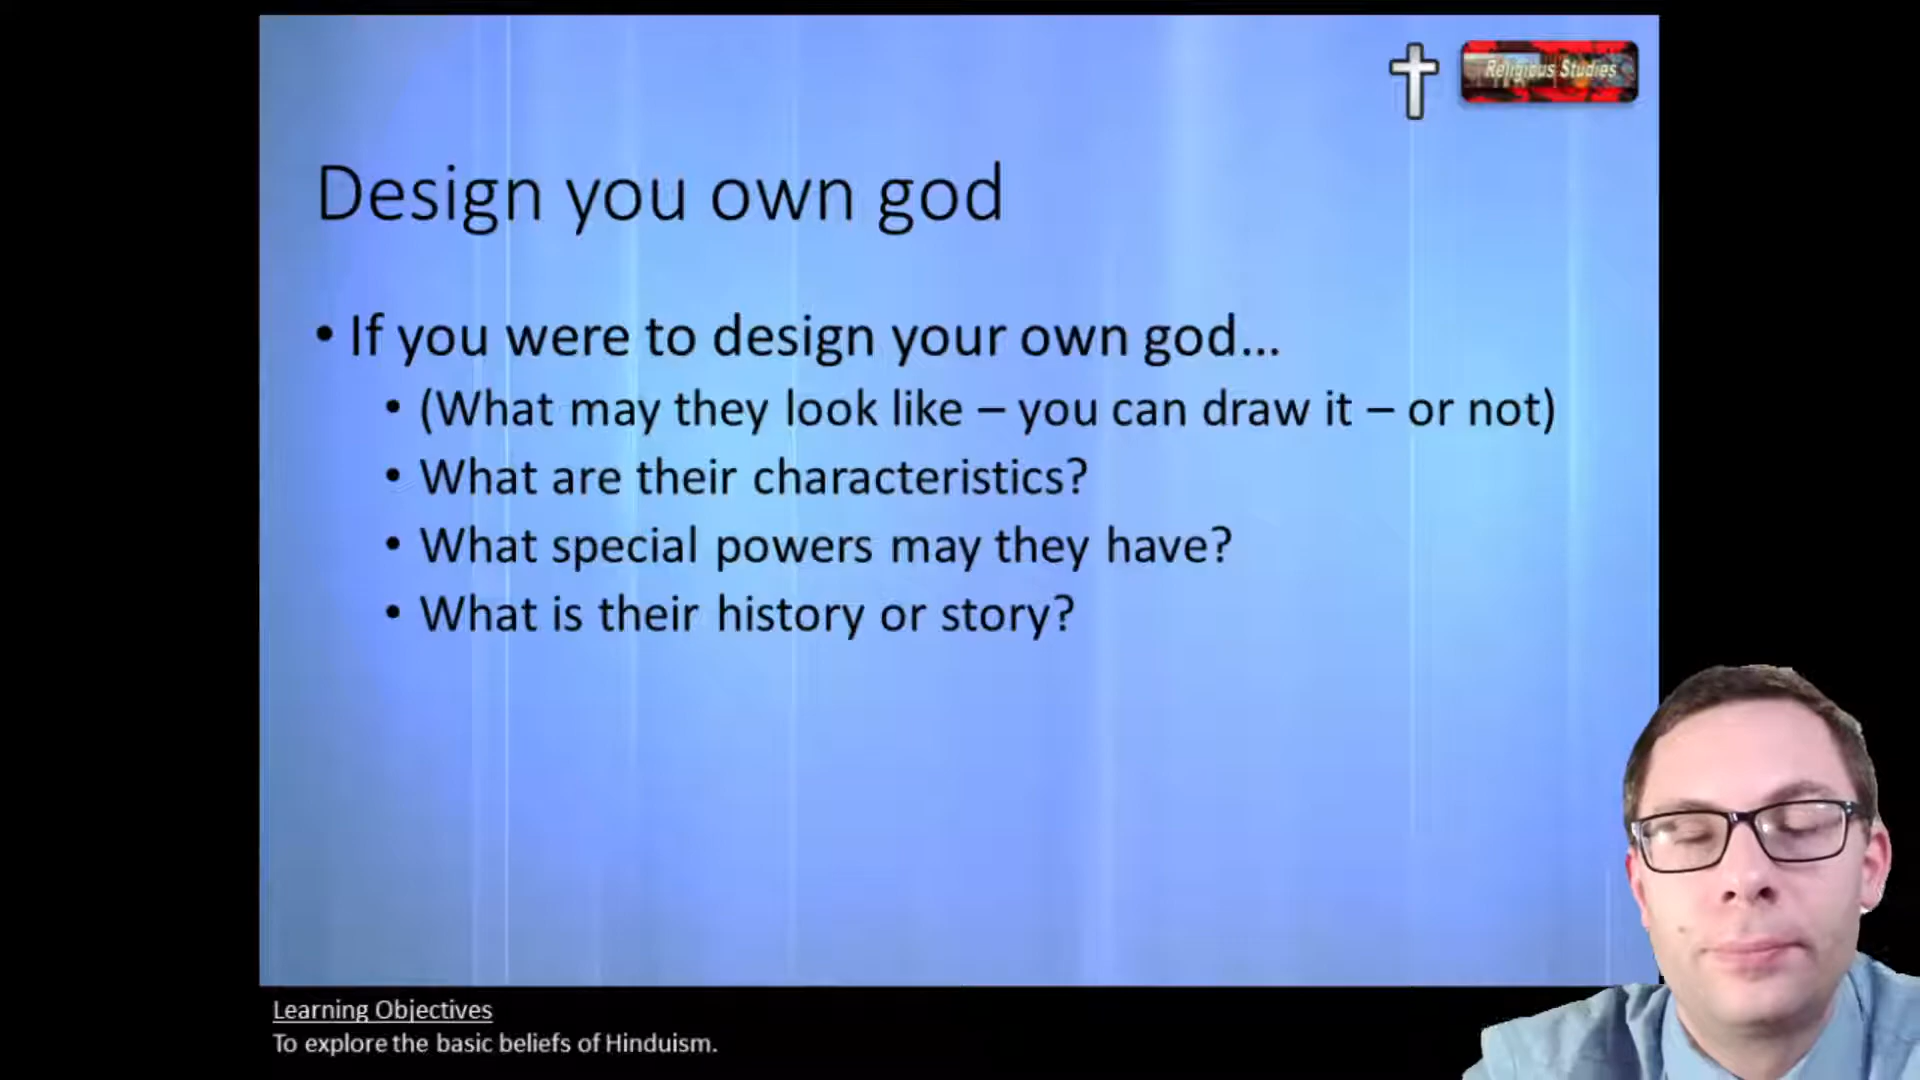 Religious Studies
Design you own god
• If you were to design your own god...
• (What may they look like – you can draw it – or not)
• What are their characteristics?
• What special powers may they have?
• What is their history or story?
Learning Objectives
To explore the basic beliefs of Hinduism.